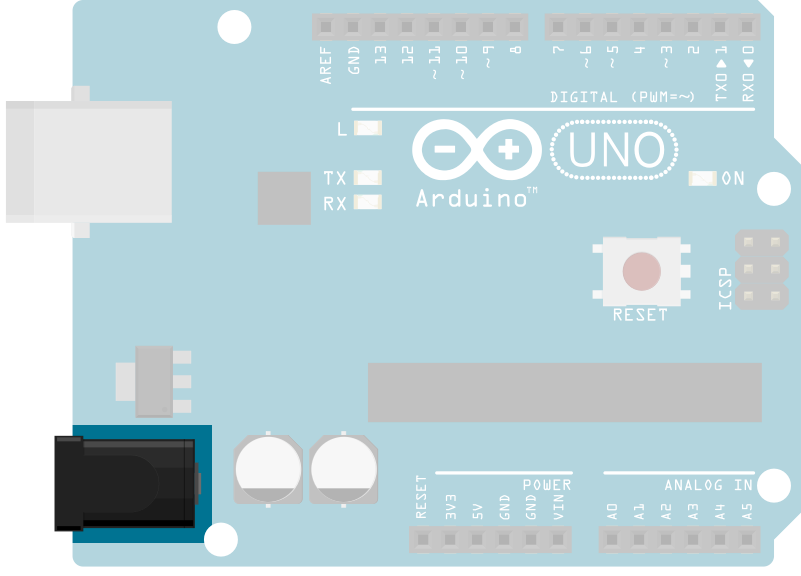 AREF GND 13 12 ~11 ~10 ~9 8 7 ~6 ~5 4 ~3 2 TX0▶1 RX0◀0
DIGITAL (PWM=~)
L
TX
RX
UNO
ON
Arduino™
ICSP
RESET
POWER
ANALOG IN
RESET 3V3 5V GND GND VIN A0 A1 A2 A3 A4 A5